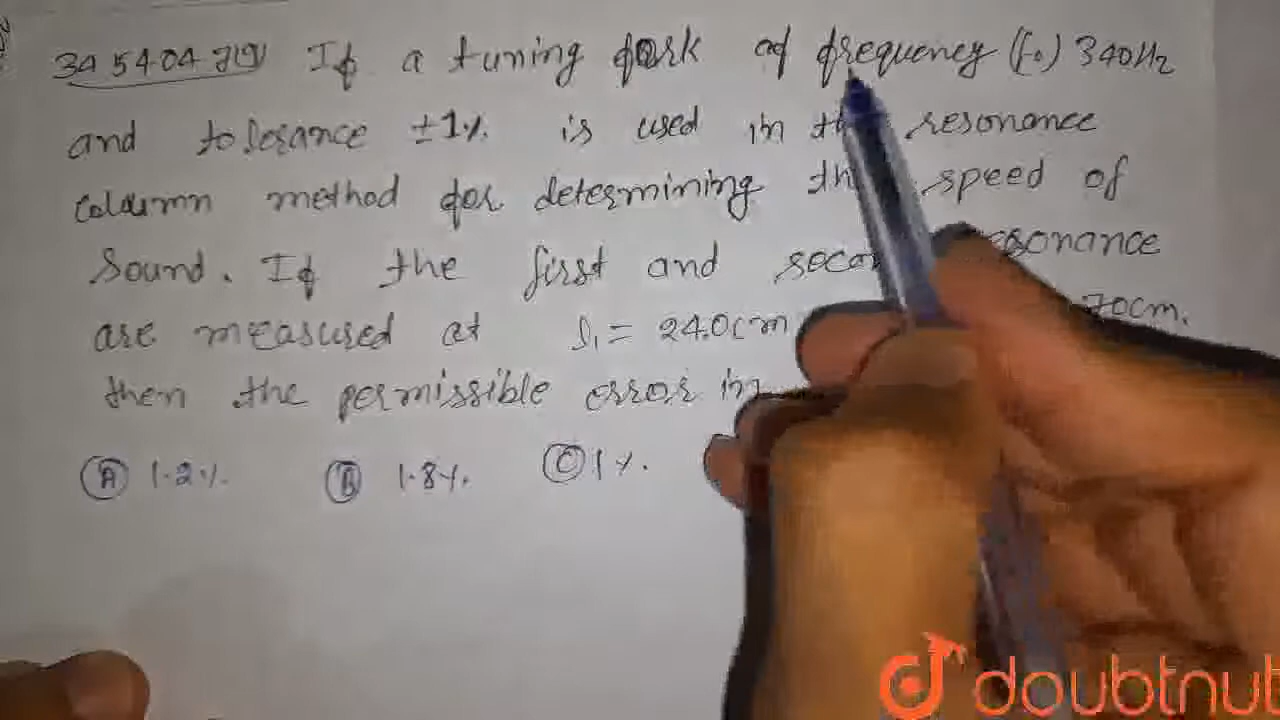 345404719 If a tuning fork of frequency (f0) 340Hz
and tolerance ±1% is used in the resonance
column method for determining the speed of
Sound. If the first and resonance
are measured at l1 = 24.0cm 70cm.
then the permissible error in
(A) 1.2%. (B) 1.8%. (C) 1%.
doubtnut